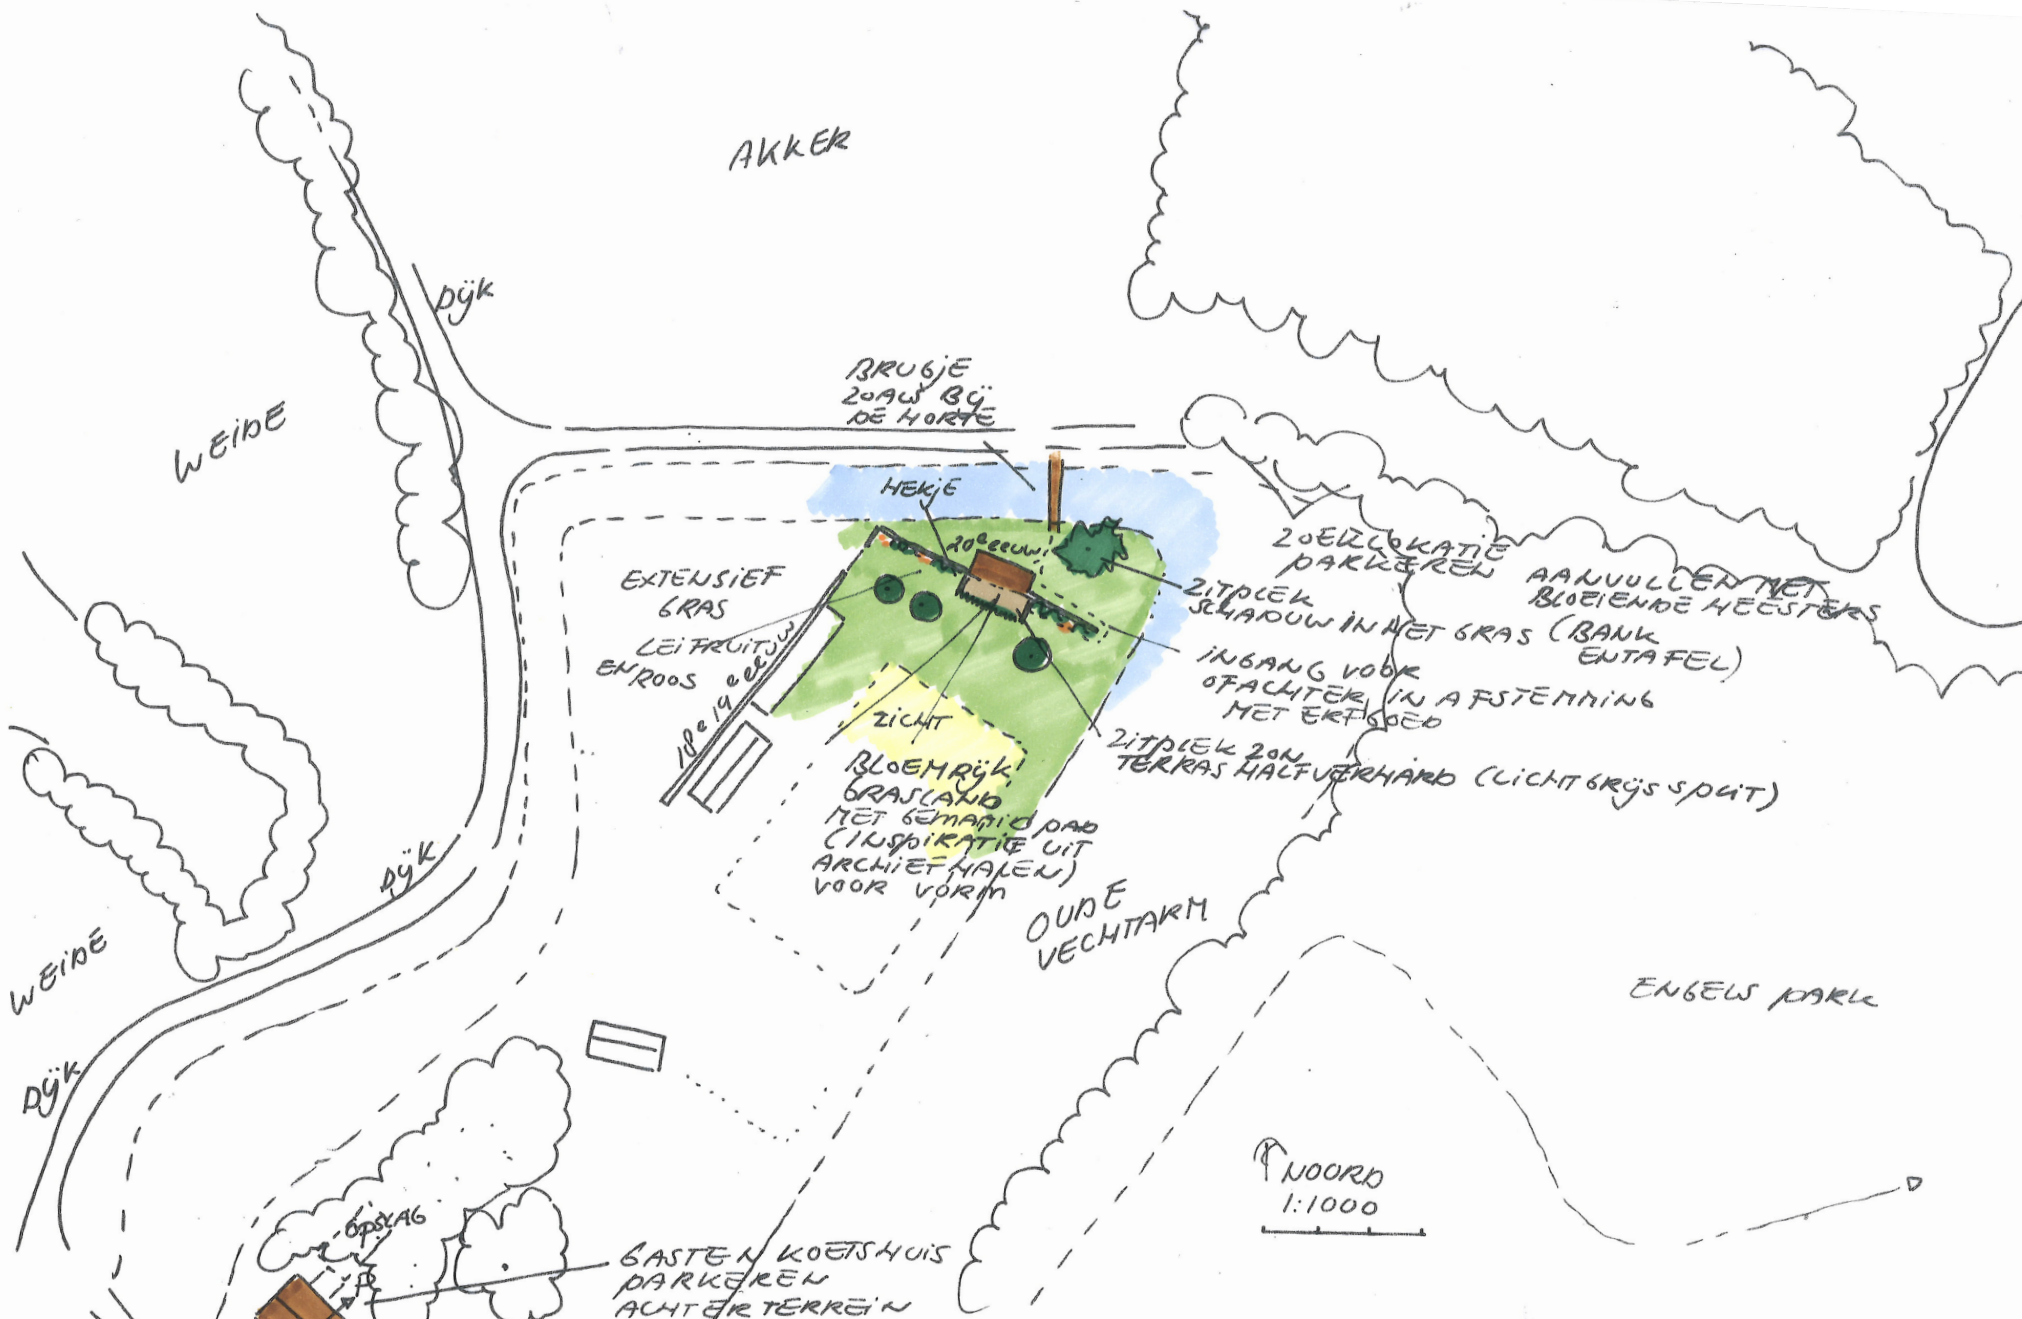 AKKER
DIJK
WEIDE
BRUGJE
ZOALS BIJ
DE HORTE
HEKJE
20e eeuw
EXTENSIEF
GRAS
LEIFRUIT
EN ROOS
18e 19e eeuw
ZICHT
BLOEMRIJK
GRASLAND
MET GEMAAID PAD
(INSPIRATIE UIT
ARCHIEF HALEN)
VOOR VORM
ZOEKLOKATIE
PARKEREN
AANVULLEN MET
BLOEIENDE HEESTERS
ZITPLEK
SCHADUW IN HET GRAS (BANK
EN TAFEL)
INGANG VOOR
OF ACHTER IN AFSTEMMING
MET ERFGOED
ZITPLEK ZON
TERRAS HALFVERHARD (LICHT GRIJS SPLIT)
DIJK
WEIDE
OUDE
VECHTARM
ENGELS PARK
DIJK
NOORD
1:1000
OPSLAG
P
GASTEN KOETSHUIS
PARKEREN
ACHTERTERREIN